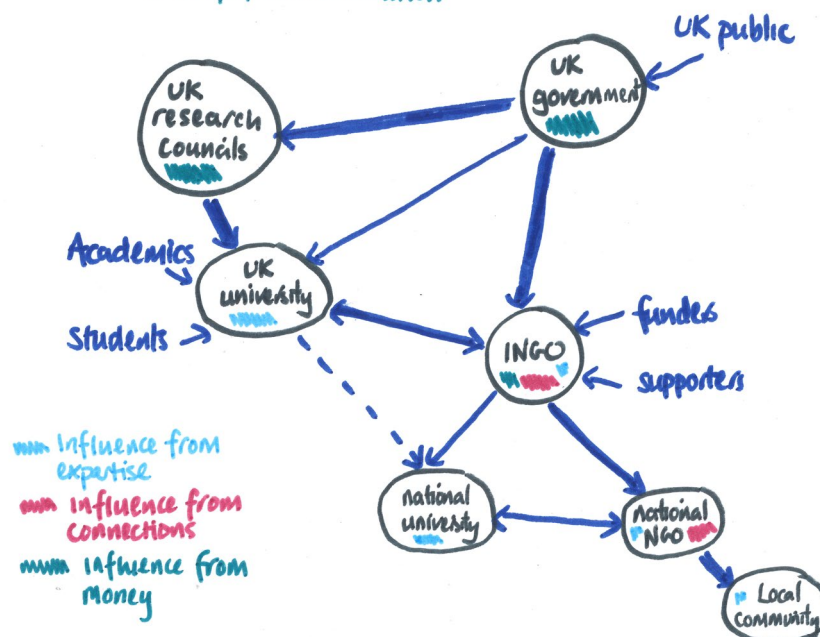 UK public
UK
government
UK
research
Councils
Academics
UK
university
Students
INGO
funders
supporters
Influence from
expertise
Influence from
connections
Influence from
money
national
university
national
NGO
Local
community